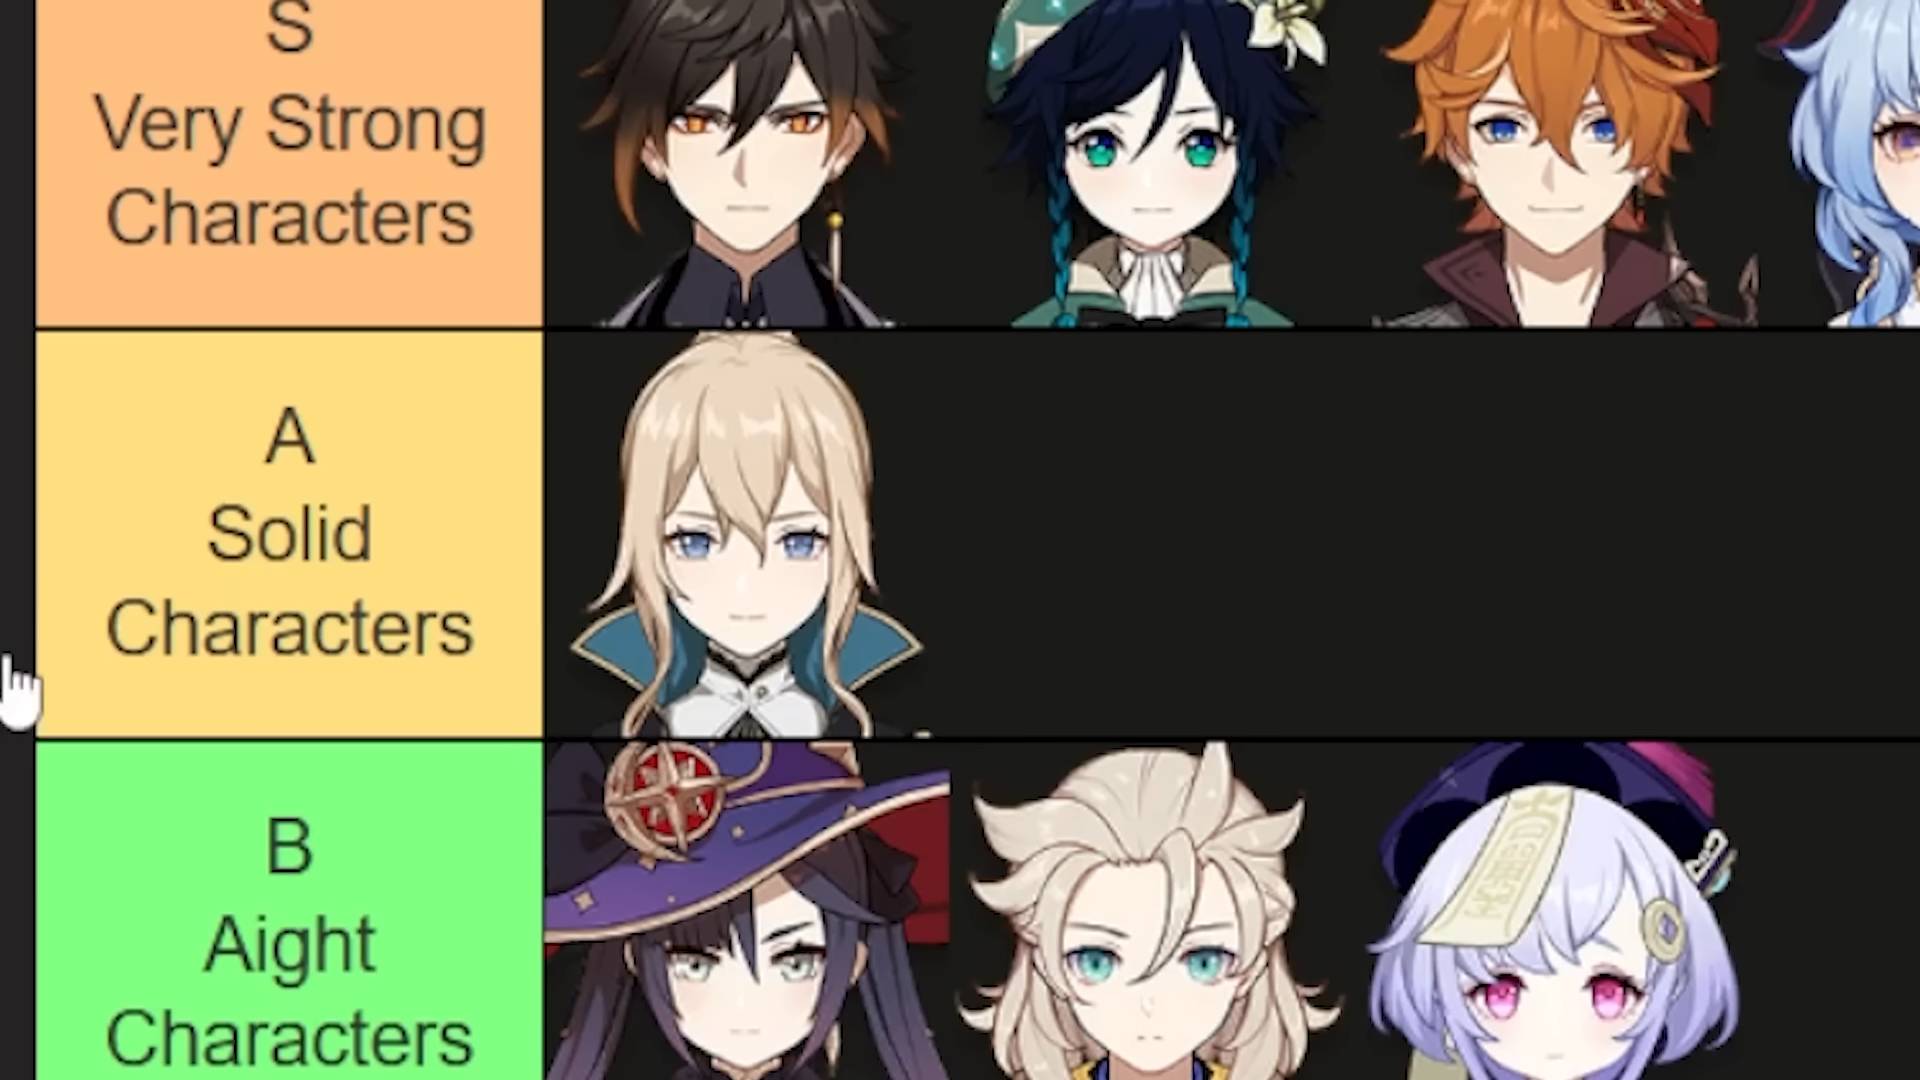 S
Very Strong
Characters
A
Solid
Characters
B
Aight
Characters